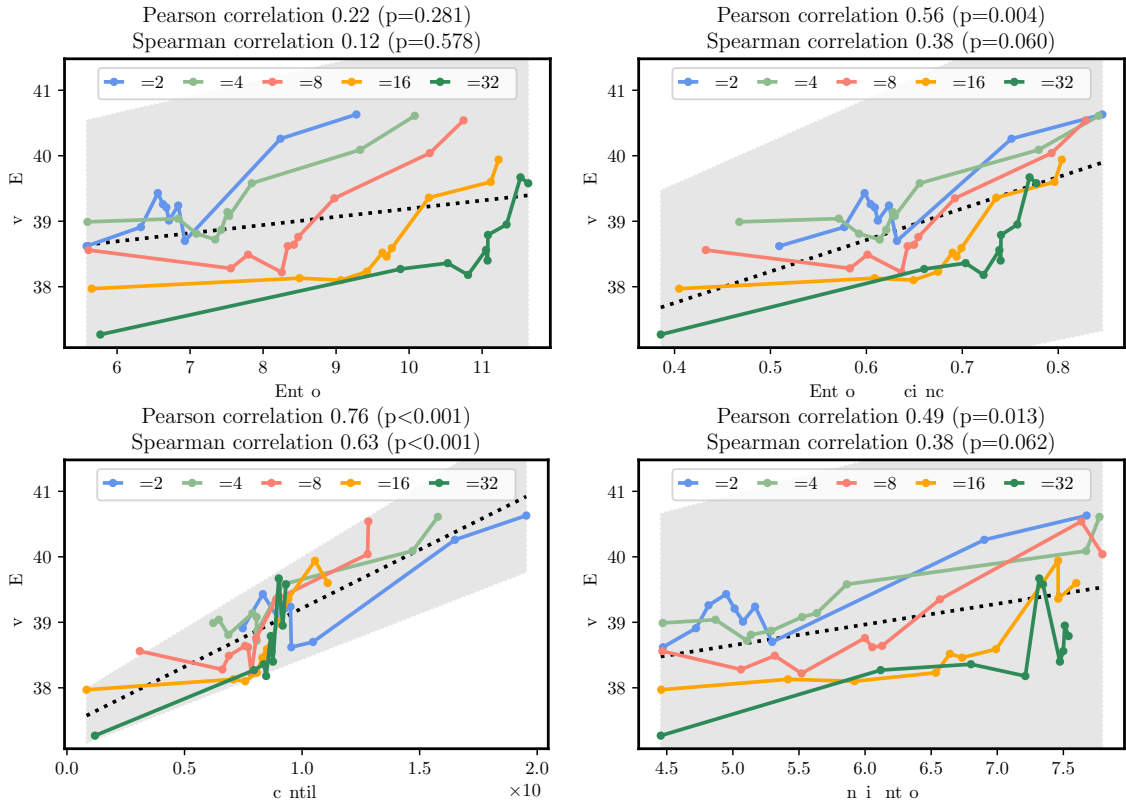 Pearson correlation 0.22 (p=0.281)
Spearman correlation 0.12 (p=0.578)
=2 =4 =8 =16 =32
41
40
39
38
v E
6 7 8 9 10 11
Ent o
Pearson correlation 0.56 (p=0.004)
Spearman correlation 0.38 (p=0.060)
=2 =4 =8 =16 =32
41
40
39
38
v E
0.4 0.5 0.6 0.7 0.8
Ent o ci nc
Pearson correlation 0.76 (p<0.001)
Spearman correlation 0.63 (p<0.001)
=2 =4 =8 =16 =32
41
40
39
38
v E
0.0 0.5 1.0 1.5 2.0
c ntil ×10
Pearson correlation 0.49 (p=0.013)
Spearman correlation 0.38 (p=0.062)
=2 =4 =8 =16 =32
41
40
39
38
v E
4.5 5.0 5.5 6.0 6.5 7.0 7.5
n i nt o